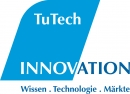 TuTech
INNOVATION
Wissen . Technologie . Märkte